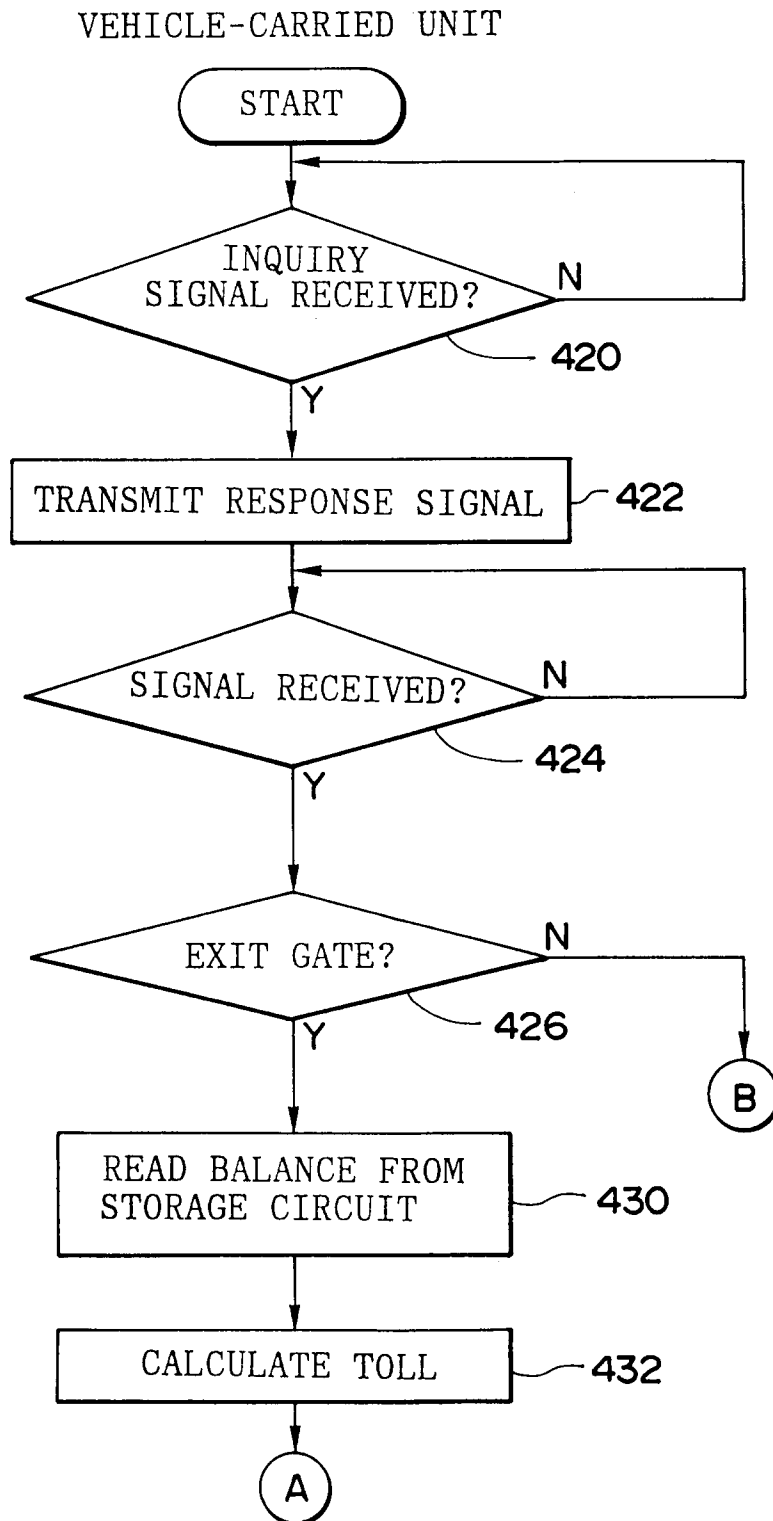 VEHICLE-CARRIED UNIT
START
INQUIRY
SIGNAL RECEIVED?
N
420
Y
TRANSMIT RESPONSE SIGNAL
422
SIGNAL RECEIVED?
N
424
Y
EXIT GATE?
N
426
Y
B
READ BALANCE FROM
STORAGE CIRCUIT
430
CALCULATE TOLL
432
A